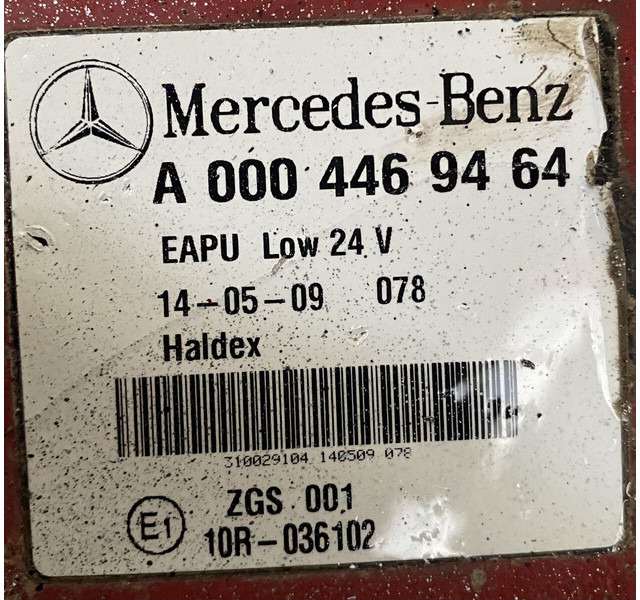 Mercedes-Benz
A 000 446 94 64
EAPU Low 24 V
14-05-09 078
Haldex
310029104 140509 078
ZGS 001
E1
10R-036102